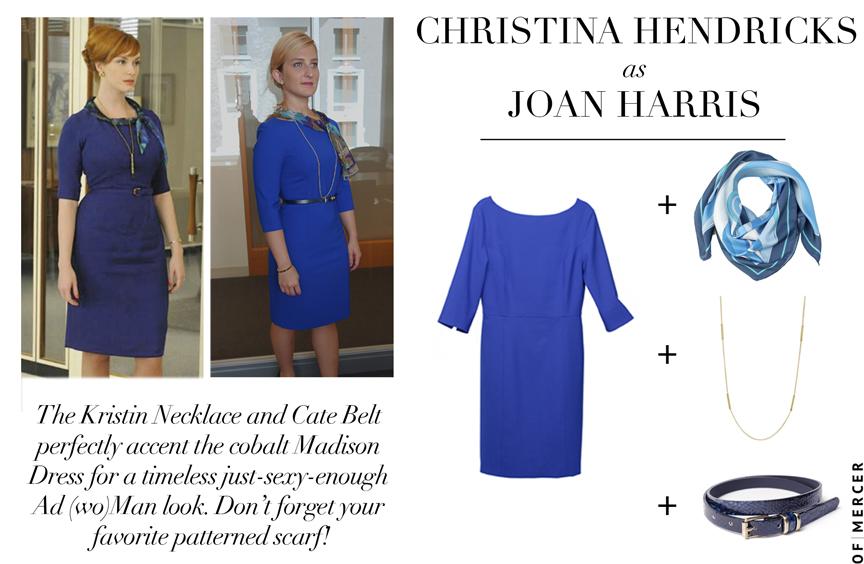 CHRISTINA HENDRICKS
as
JOAN HARRIS
The Kristin Necklace and Cate Belt
perfectly accent the cobalt Madison
Dress for a timeless just-sexy-enough
Ad (wo)Man look. Don't forget your
favorite patterned scarf!
+
+
+
OF | MERCER